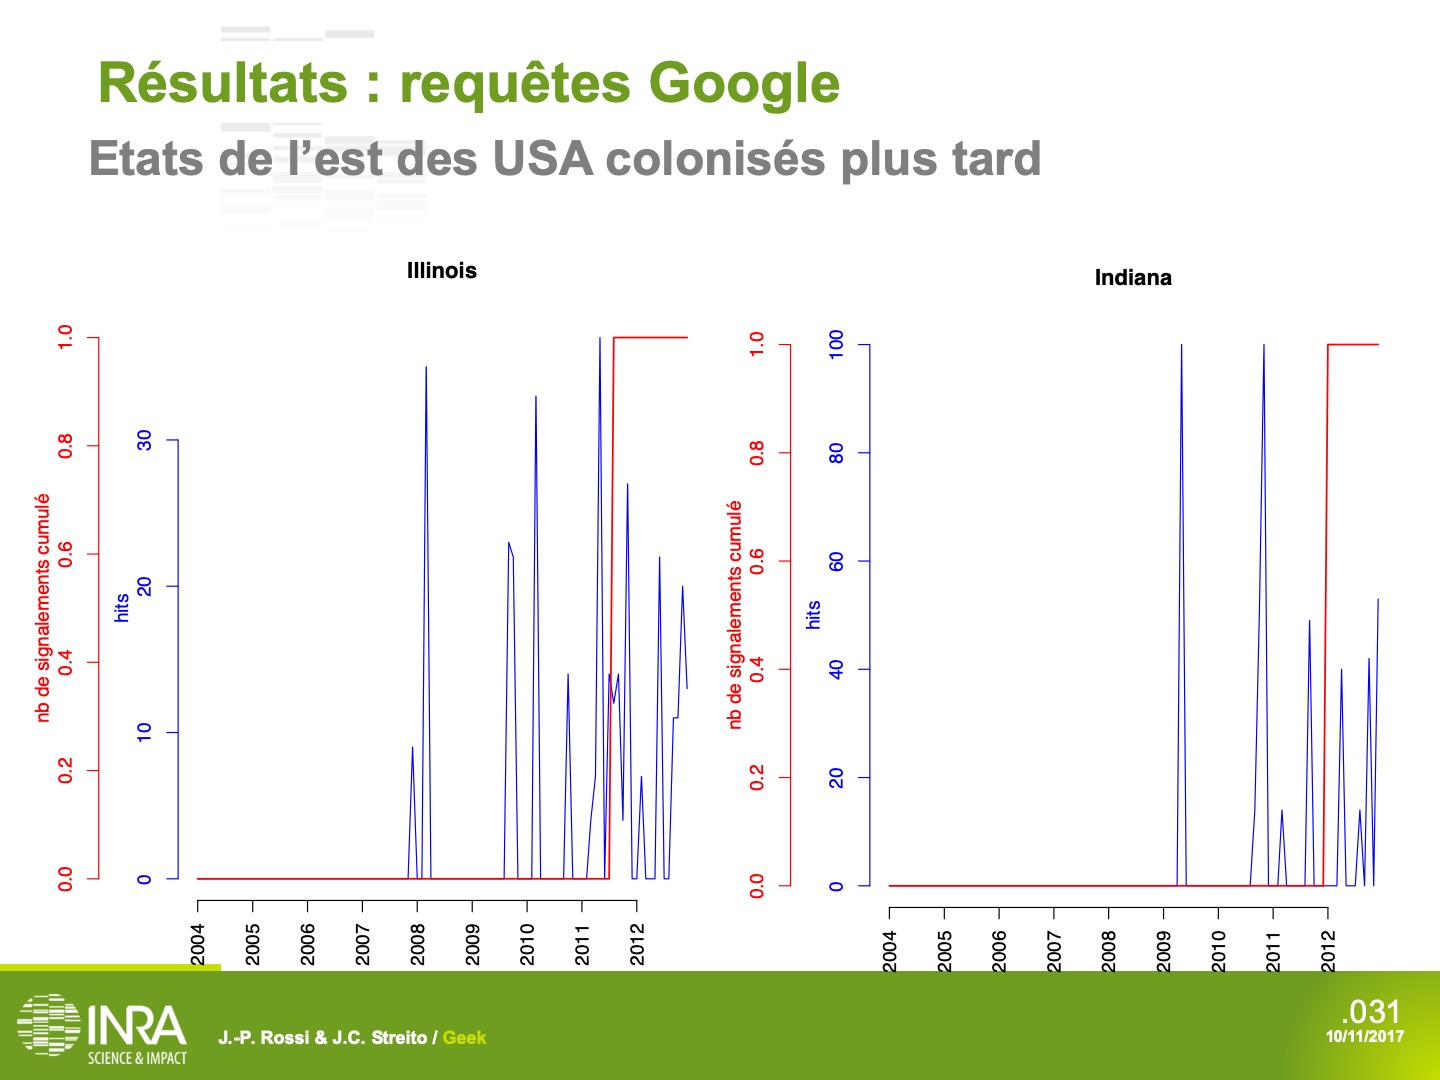 Résultats : requêtes Google
Etats de l’est des USA colonisés plus tard
Illinois
nb de signalements cumulé
0.0 0.2 0.4 0.6 0.8 1.0
hits
0 10 20 30
2004 2005 2006 2007 2008 2009 2010 2011 2012
Indiana
nb de signalements cumulé
0.0 0.2 0.4 0.6 0.8 1.0
hits
0 20 40 60 80 100
2004 2005 2006 2007 2008 2009 2010 2011 2012
INRA
SCIENCE & IMPACT
J.-P. Rossi & J.C. Streito / Geek
.031
10/11/2017